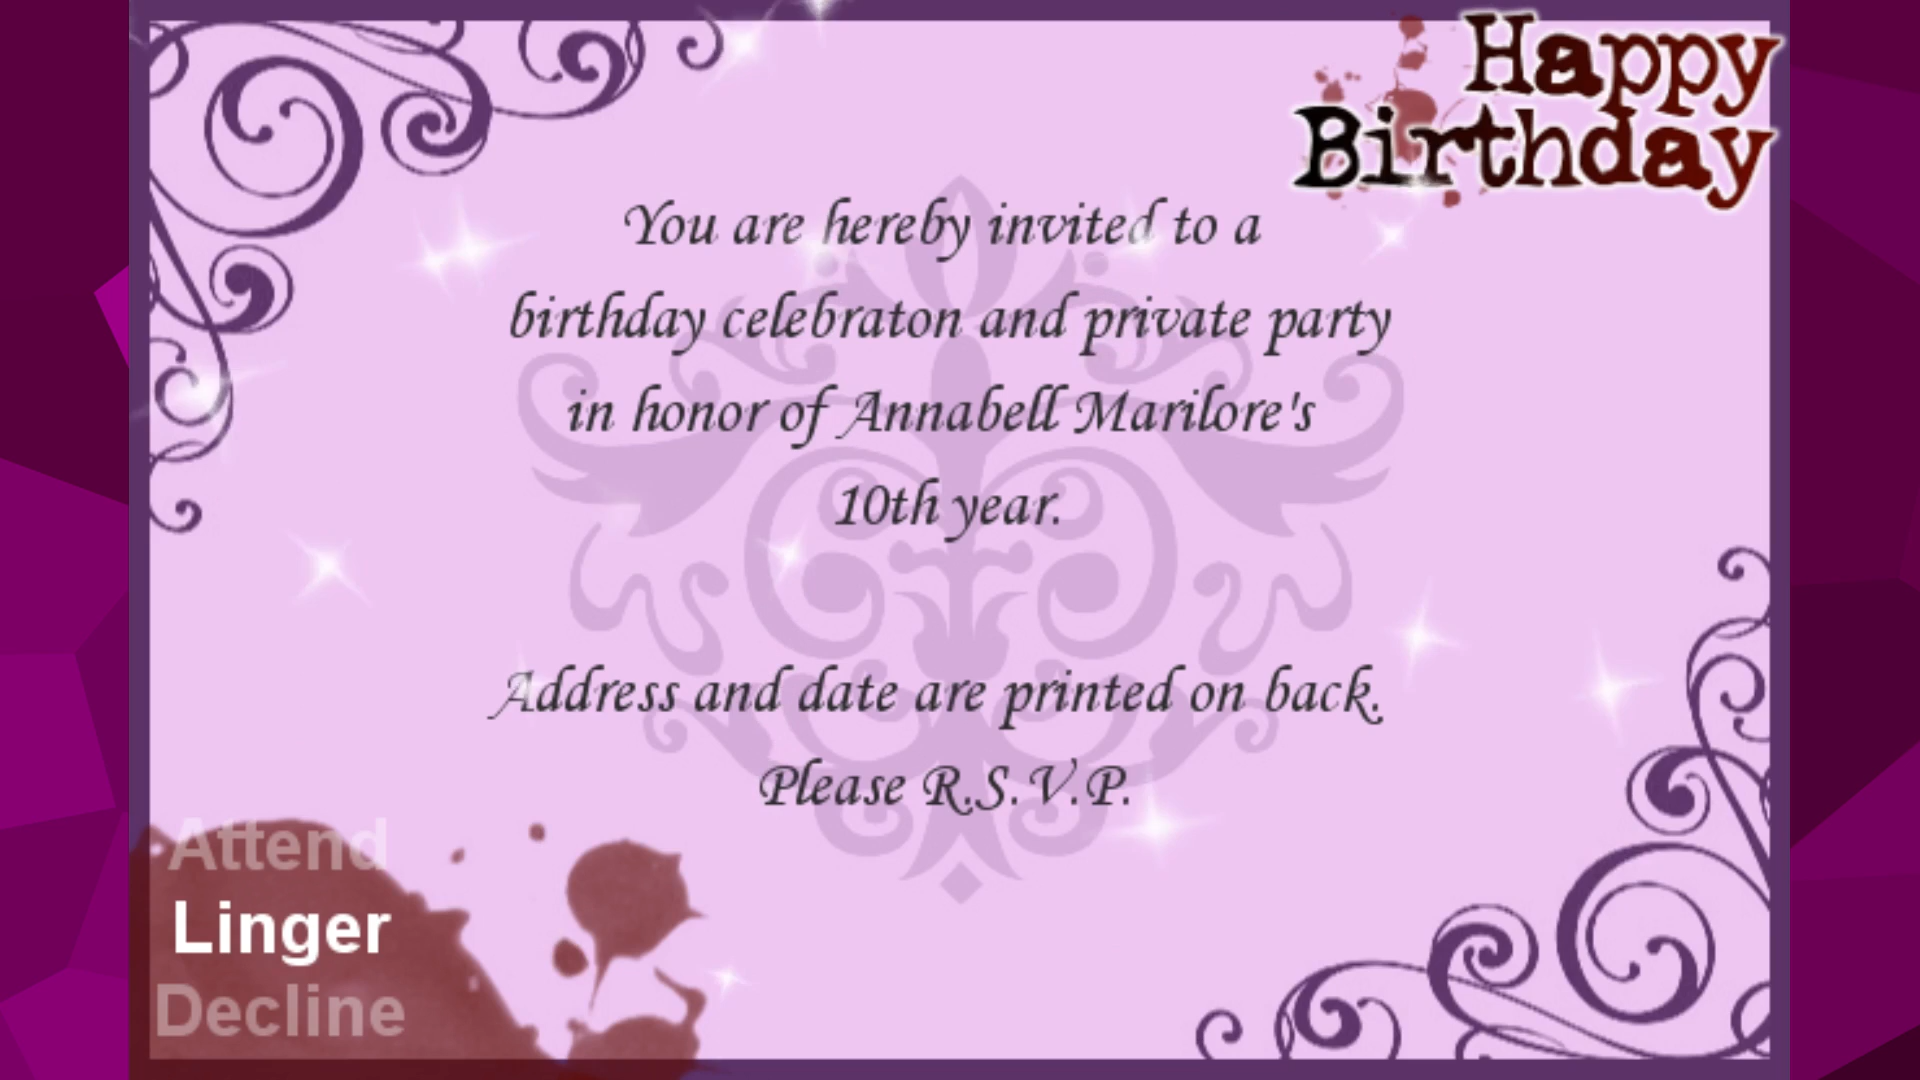 Happy
Birthday
You are hereby invited to a
birthday celebraton and private party
in honor of Annabell Marilore's
10th year.
Address and date are printed on back.
Please R.S.V.P.
Attend
Linger
Decline